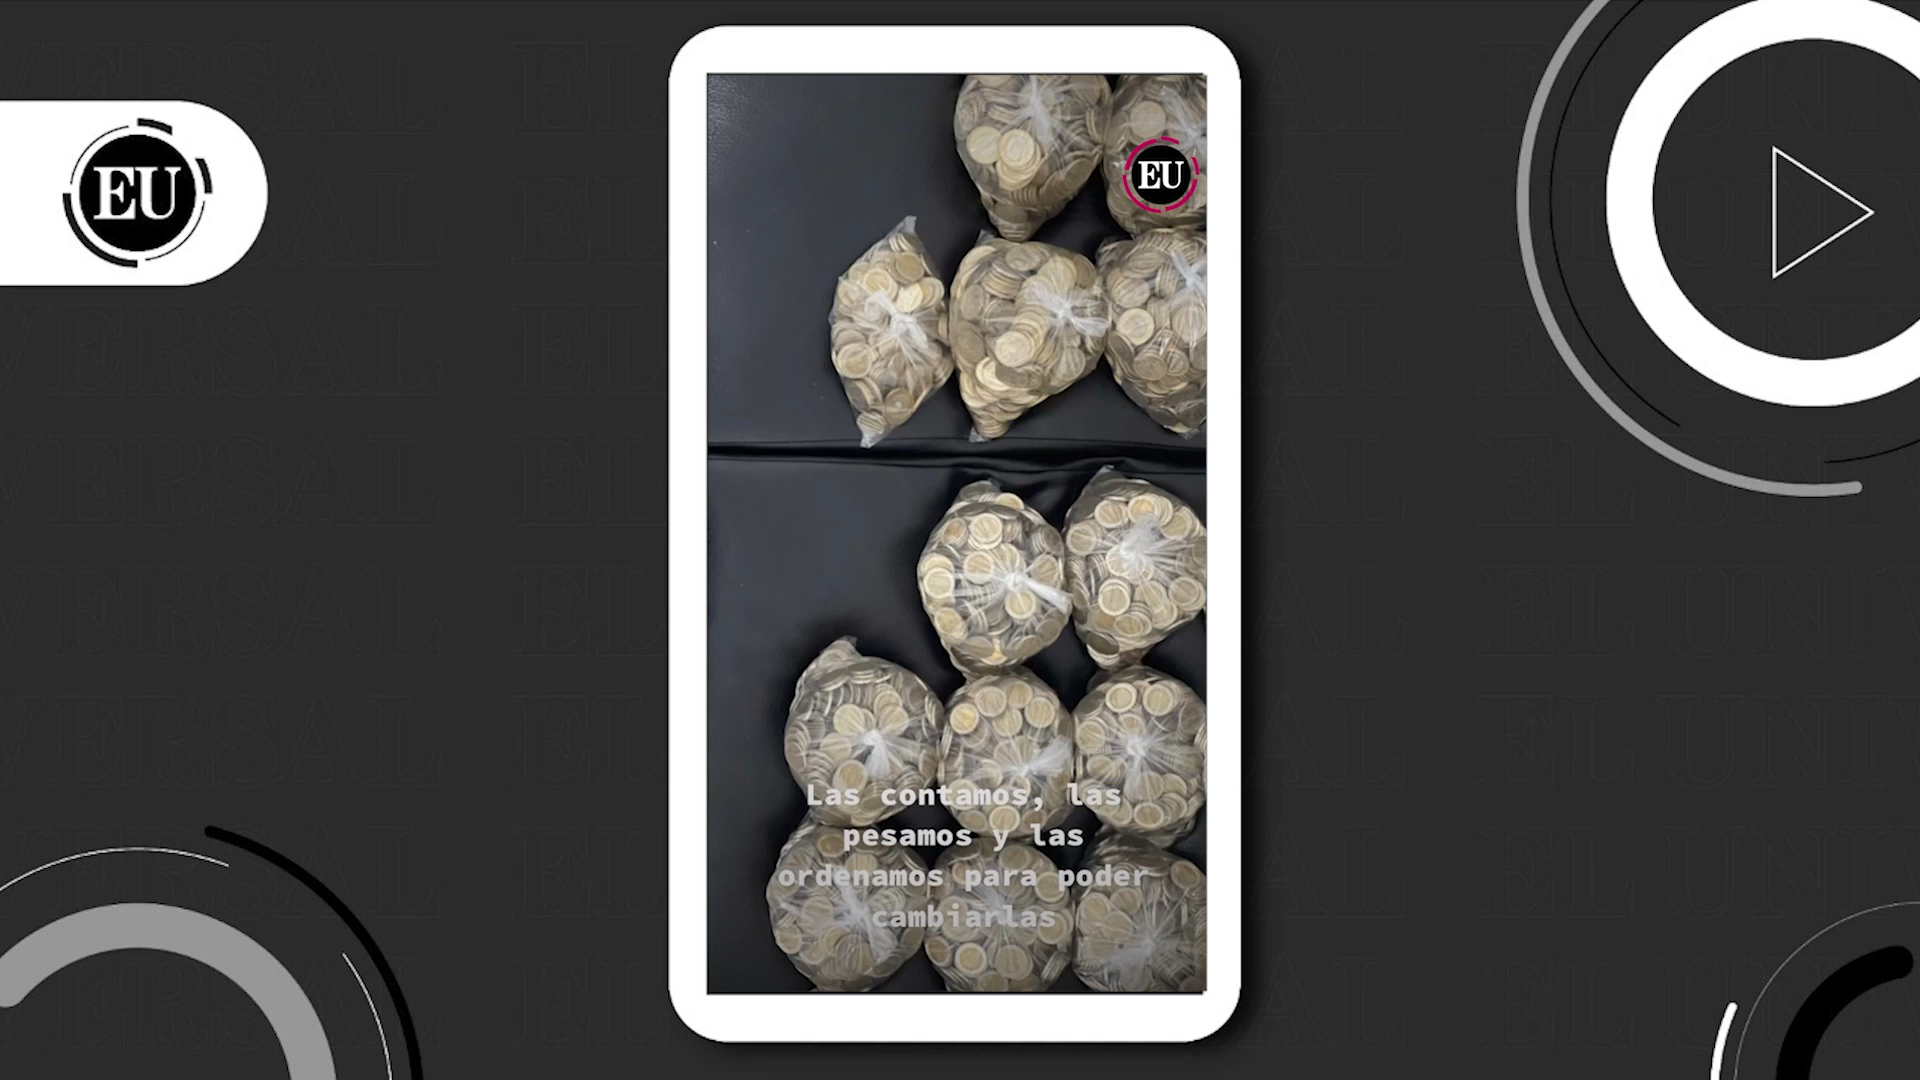 EU
EU
Las contamos, las
pesamos y las
ordenamos para poder
cambiarlas